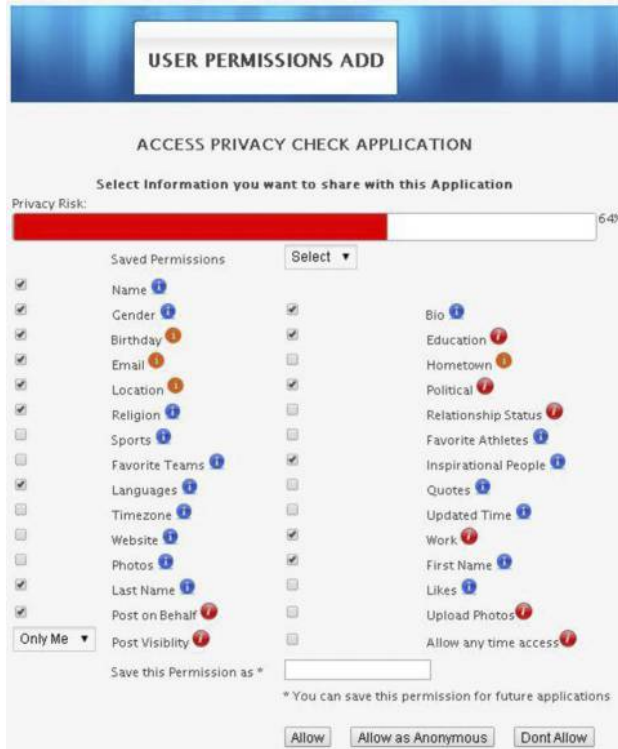 USER PERMISSIONS ADD
ACCESS PRIVACY CHECK APPLICATION
Select Information you want to share with this Application
Privacy Risk:
64%
Saved Permissions Select
Name
Gender Bio
Birthday Education
Email Hometown
Location Political
Religion Relationship Status
Sports Favorite Athletes
Favorite Teams Inspirational People
Languages Quotes
Timezone Updated Time
Website Work
Photos First Name
Last Name Likes
Post on Behalf Upload Photos
Only Me Post Visiblity Allow any time access
Save this Permission as *
* You can save this permission for future applications
Allow Allow as Anonymous Dont Allow